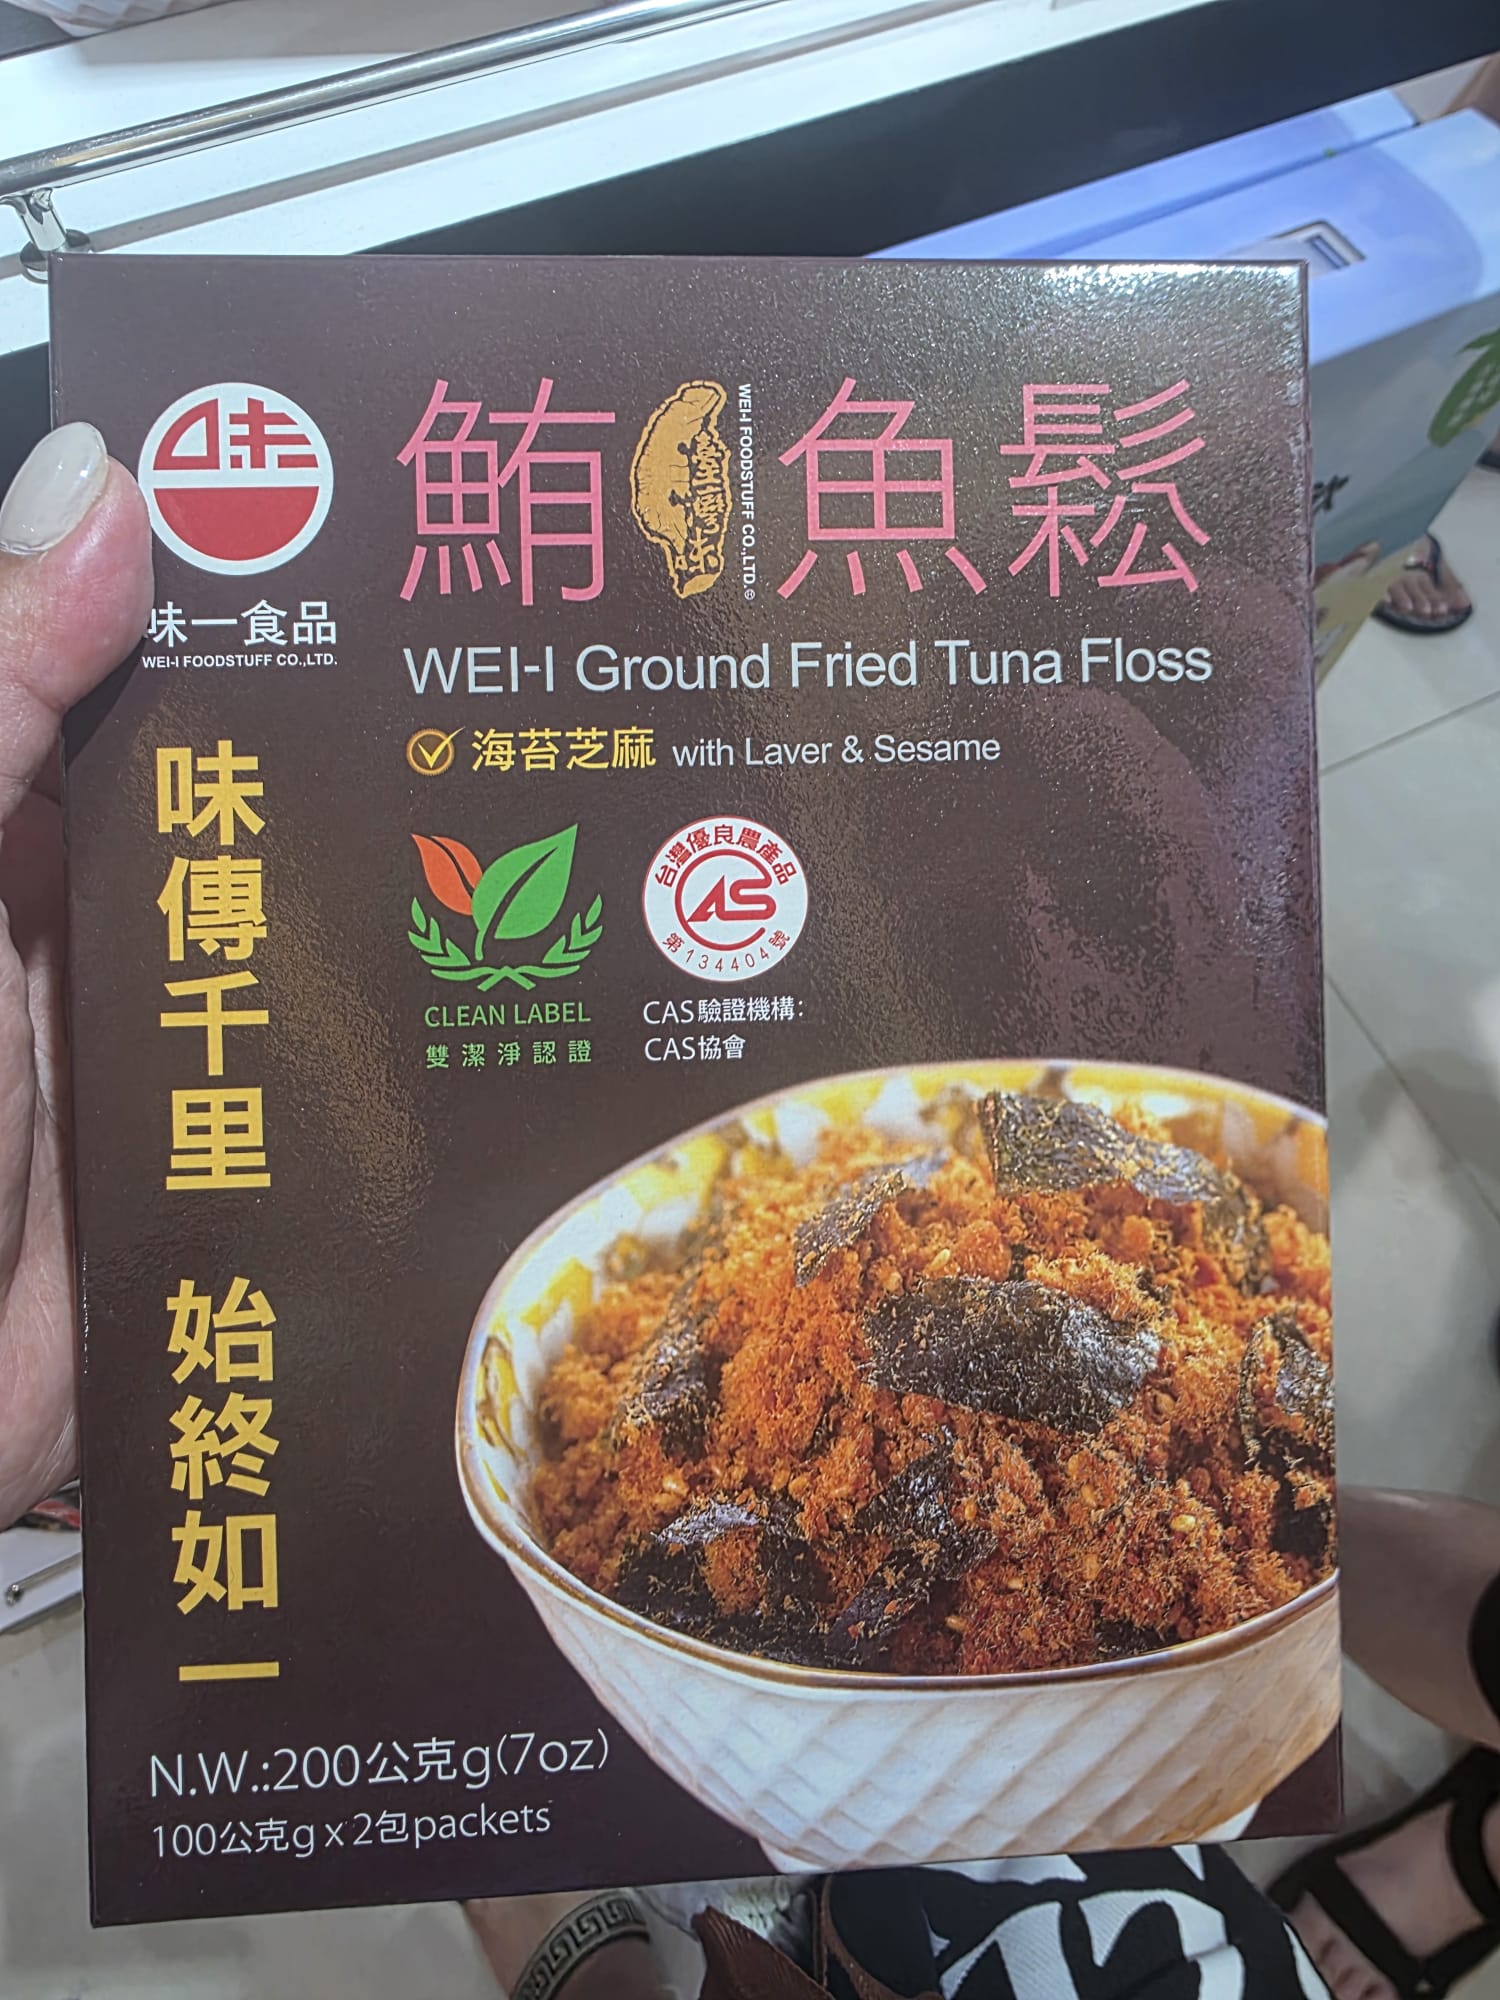 味
味一食品
WEI-I FOODSTUFF CO.,LTD.
鮪魚鬆
臺灣味
WEI-I FOODSTUFF CO.,LTD.®
WEI-I Ground Fried Tuna Floss
海苔芝麻 with Laver & Sesame
CLEAN LABEL
雙潔淨認證
台灣優良農產品
CAS
第134404號
CAS驗證機構:
CAS協會
味傳千里 始終如一
N.W.:200公克g(7oz)
100公克g x 2包packets